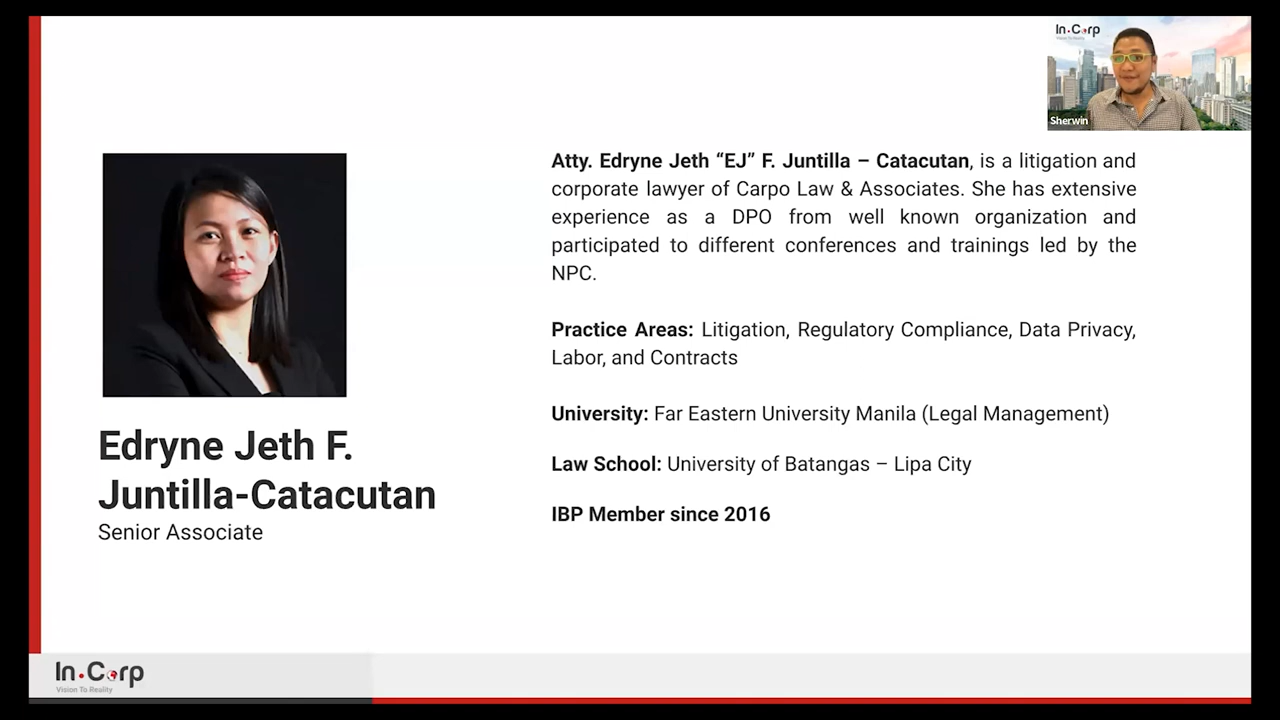 In.Corp
Vision To Reality
Sherwin
Atty. Edryne Jeth “EJ” F. Juntilla – Catacutan, is a litigation and
corporate lawyer of Carpo Law & Associates. She has extensive
experience as a DPO from well known organization and
participated to different conferences and trainings led by the
NPC.
Practice Areas: Litigation, Regulatory Compliance, Data Privacy,
Labor, and Contracts
University: Far Eastern University Manila (Legal Management)
Law School: University of Batangas – Lipa City
IBP Member since 2016
Edryne Jeth F.
Juntilla-Catacutan
Senior Associate
In.Corp
Vision To Reality